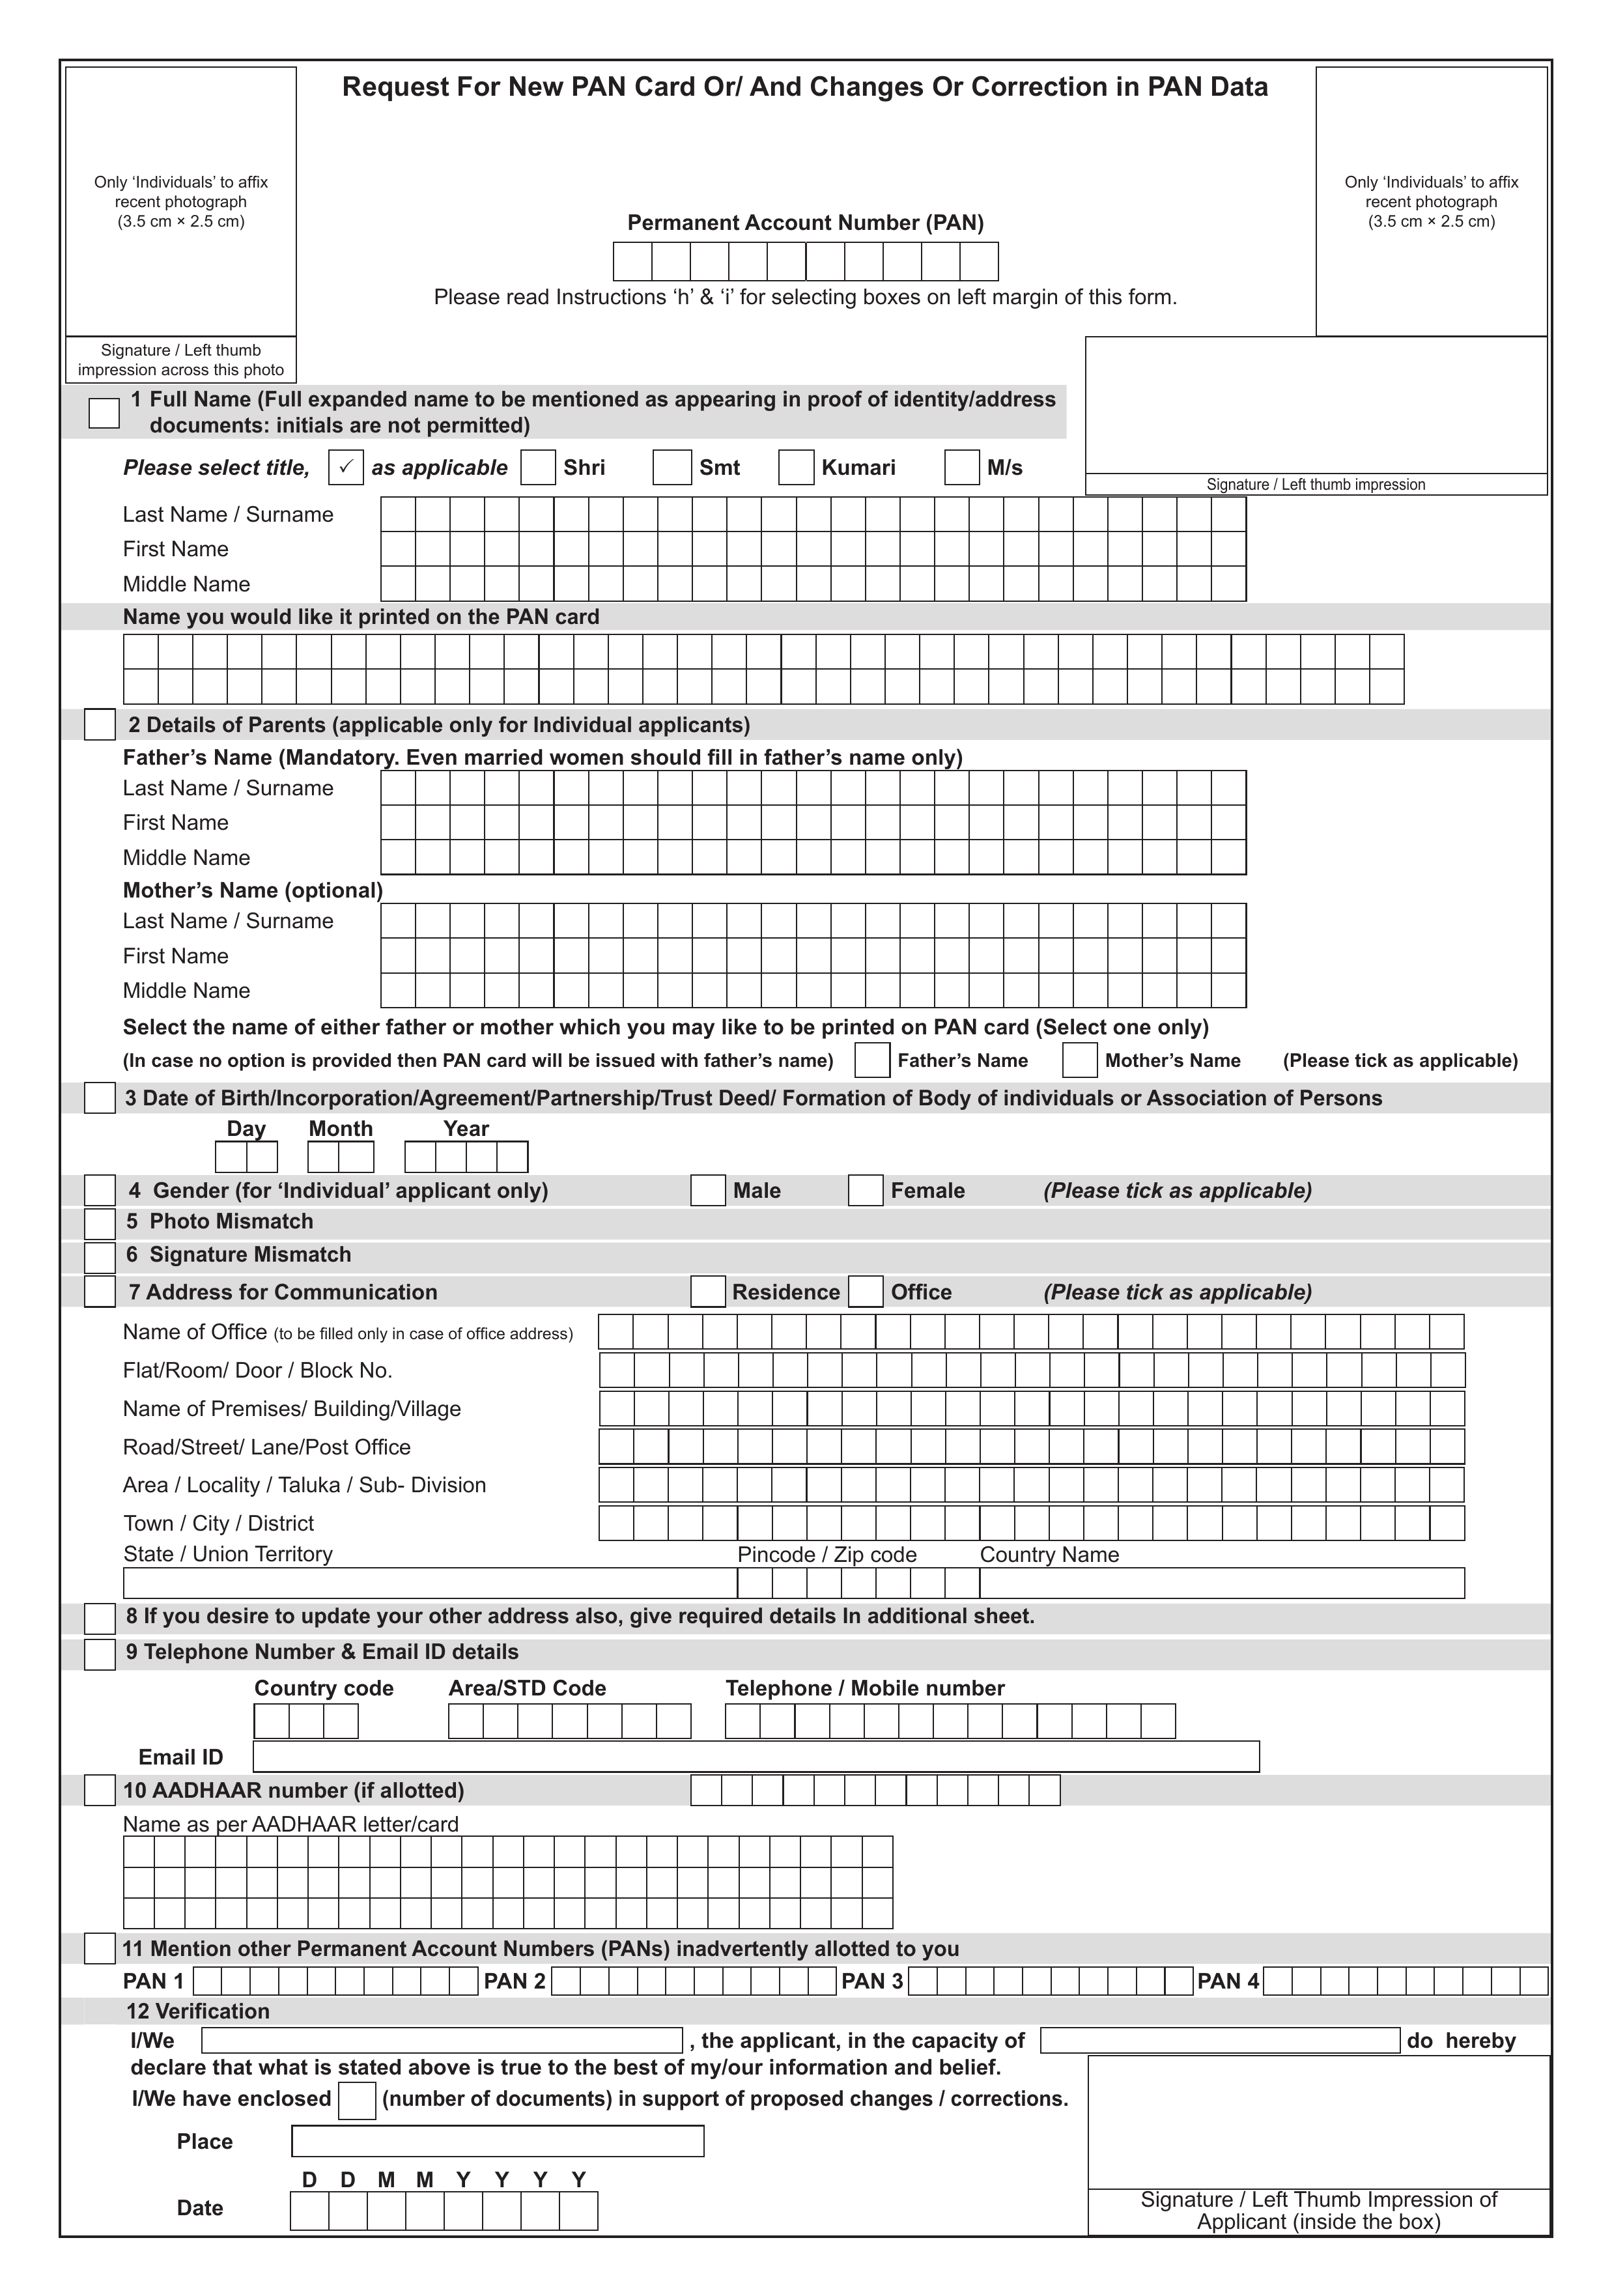 Request For New PAN Card Or/ And Changes Or Correction in PAN Data
Only ‘Individuals’ to affix
recent photograph
(3.5 cm × 2.5 cm)
Only ‘Individuals’ to affix
recent photograph
(3.5 cm × 2.5 cm)
Permanent Account Number (PAN)
Please read Instructions ‘h’ & ‘i’ for selecting boxes on left margin of this form.
Signature / Left thumb
impression across this photo
1 Full Name (Full expanded name to be mentioned as appearing in proof of identity/address
documents: initials are not permitted)
Please select title, ✓ as applicable Shri Smt Kumari M/s
Signature / Left thumb impression
Last Name / Surname
First Name
Middle Name
Name you would like it printed on the PAN card
2 Details of Parents (applicable only for Individual applicants)
Father’s Name (Mandatory. Even married women should fill in father’s name only)
Last Name / Surname
First Name
Middle Name
Mother’s Name (optional)
Last Name / Surname
First Name
Middle Name
Select the name of either father or mother which you may like to be printed on PAN card (Select one only)
(In case no option is provided then PAN card will be issued with father’s name) Father’s Name Mother’s Name (Please tick as applicable)
3 Date of Birth/Incorporation/Agreement/Partnership/Trust Deed/ Formation of Body of individuals or Association of Persons
Day Month Year
4 Gender (for ‘Individual’ applicant only) Male Female (Please tick as applicable)
5 Photo Mismatch
6 Signature Mismatch
7 Address for Communication Residence Office (Please tick as applicable)
Name of Office (to be filled only in case of office address)
Flat/Room/ Door / Block No.
Name of Premises/ Building/Village
Road/Street/ Lane/Post Office
Area / Locality / Taluka / Sub- Division
Town / City / District
State / Union Territory Pincode / Zip code Country Name
8 If you desire to update your other address also, give required details In additional sheet.
9 Telephone Number & Email ID details
Country code Area/STD Code Telephone / Mobile number
Email ID
10 AADHAAR number (if allotted)
Name as per AADHAAR letter/card
11 Mention other Permanent Account Numbers (PANs) inadvertently allotted to you
PAN 1 PAN 2 PAN 3 PAN 4
12 Verification
I/We , the applicant, in the capacity of do hereby
declare that what is stated above is true to the best of my/our information and belief.
I/We have enclosed (number of documents) in support of proposed changes / corrections.
Place
D D M M Y Y Y Y
Date
Signature / Left Thumb Impression of
Applicant (inside the box)